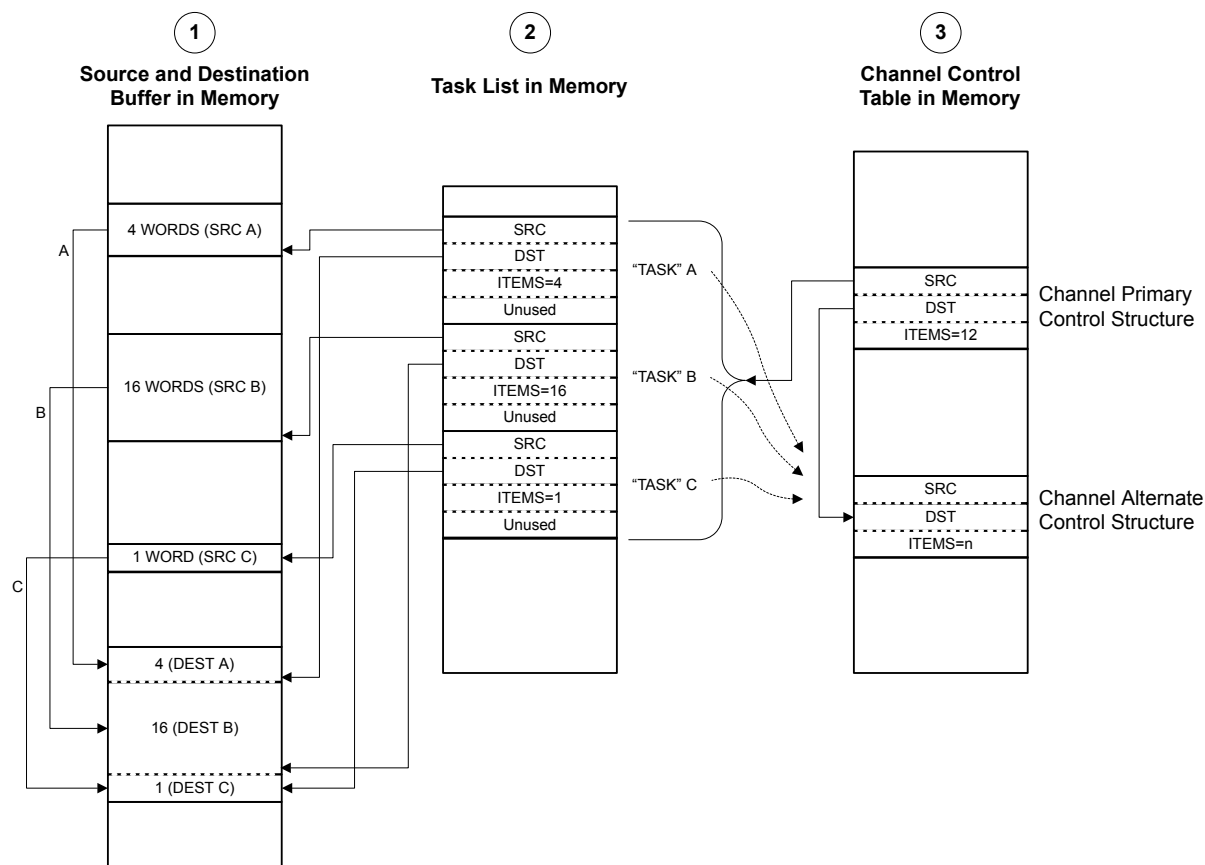 1
Source and Destination
Buffer in Memory
A
4 WORDS (SRC A)
B
16 WORDS (SRC B)
C
1 WORD (SRC C)
4 (DEST A)
16 (DEST B)
1 (DEST C)
2
Task List in Memory
SRC
DST
ITEMS=4
Unused
"TASK" A
SRC
DST
ITEMS=16
Unused
"TASK" B
SRC
DST
ITEMS=1
Unused
"TASK" C
3
Channel Control
Table in Memory
SRC
DST
ITEMS=12
Channel Primary
Control Structure
SRC
DST
ITEMS=n
Channel Alternate
Control Structure